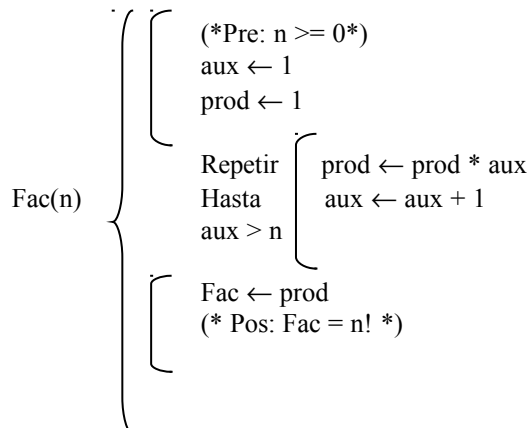 (*Pre: n >= 0*)
aux ← 1
prod ← 1
Repetir prod ← prod * aux
Fac(n) Hasta aux ← aux + 1
aux > n
Fac ← prod
(* Pos: Fac = n! *)